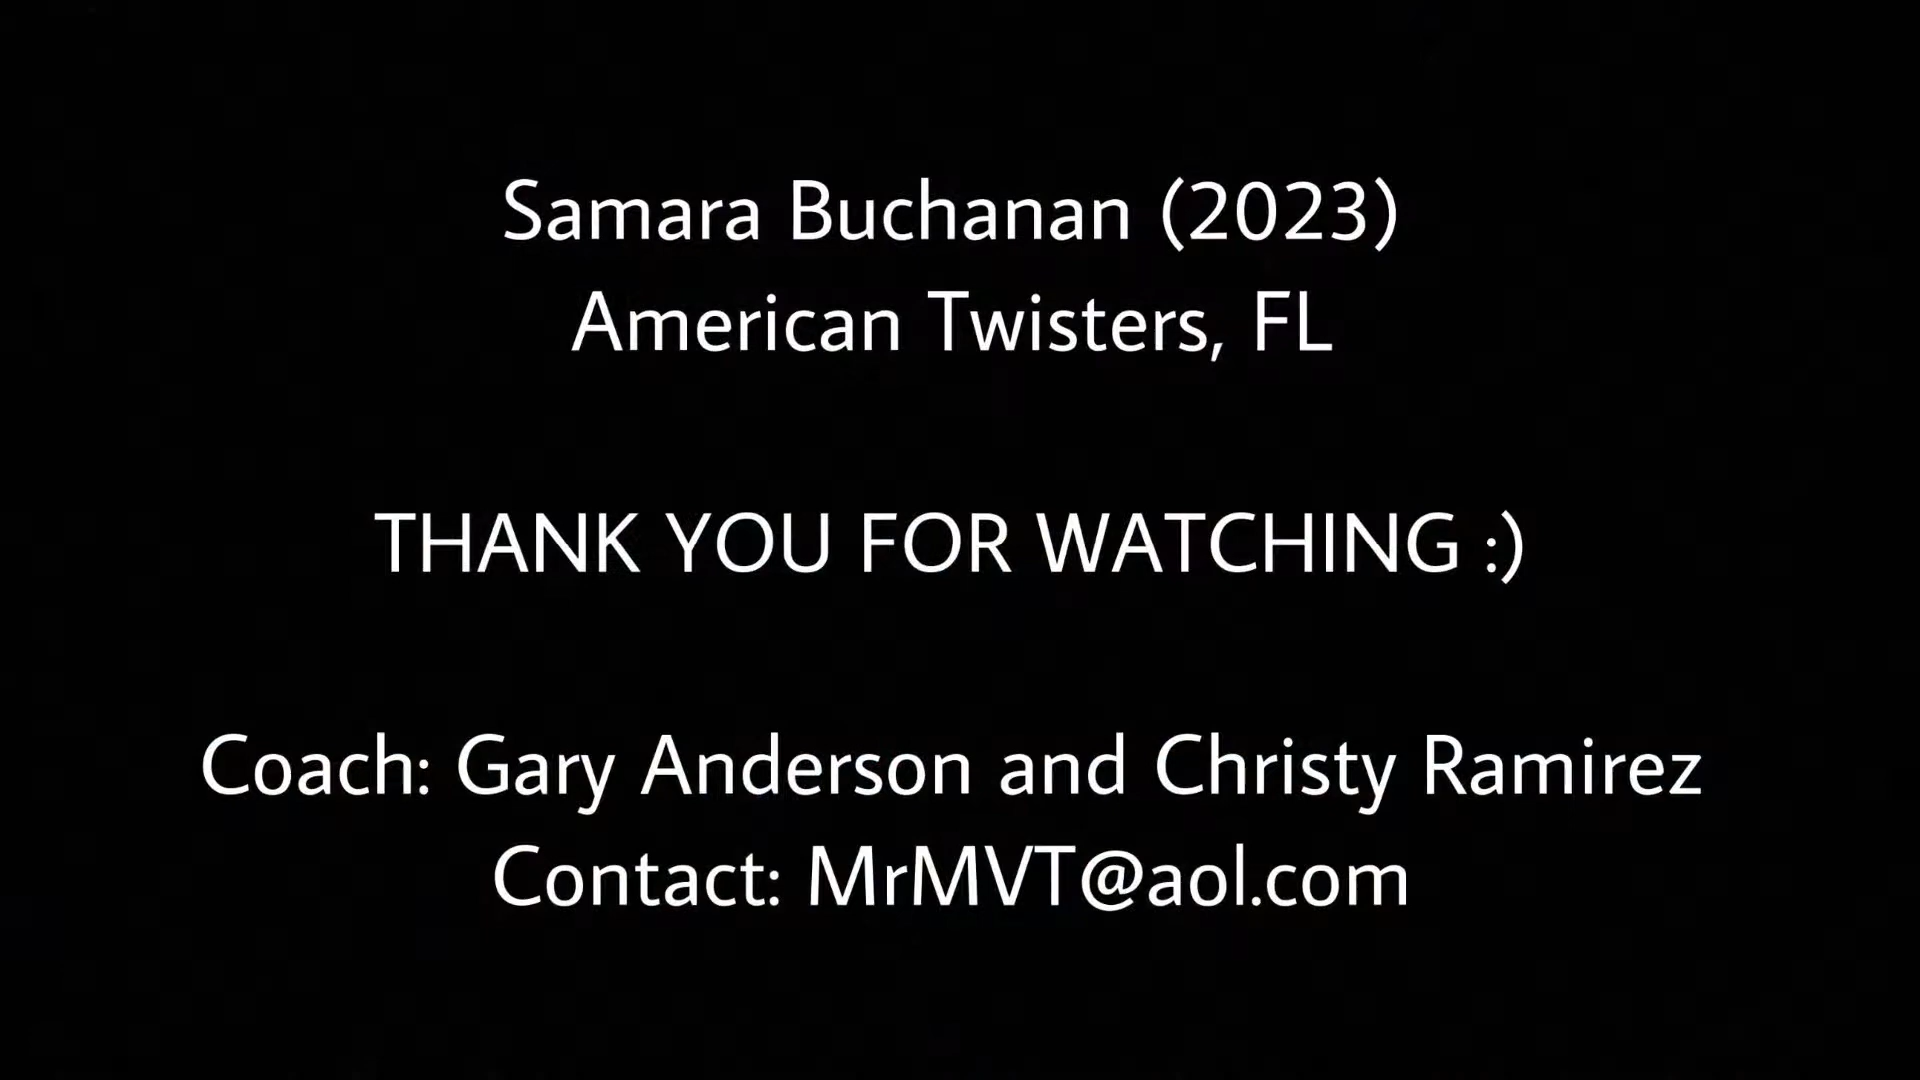 Samara Buchanan (2023)
American Twisters, FL
THANK YOU FOR WATCHING :)
Coach: Gary Anderson and Christy Ramirez
Contact: MrMVT@aol.com